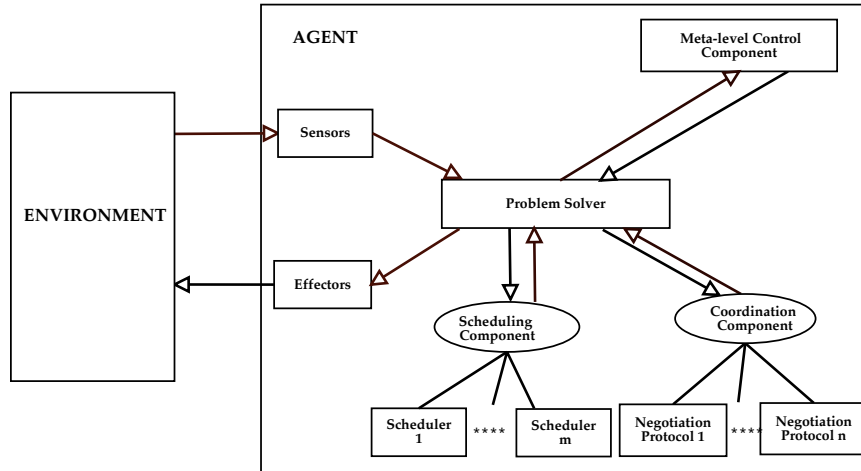 AGENT
Meta-level Control
Component
Sensors
ENVIRONMENT
Problem Solver
Effectors
Scheduling
Component
Coordination
Component
Scheduler
1
****
Scheduler
m
Negotiation
Protocol 1
****
Negotiation
Protocol n